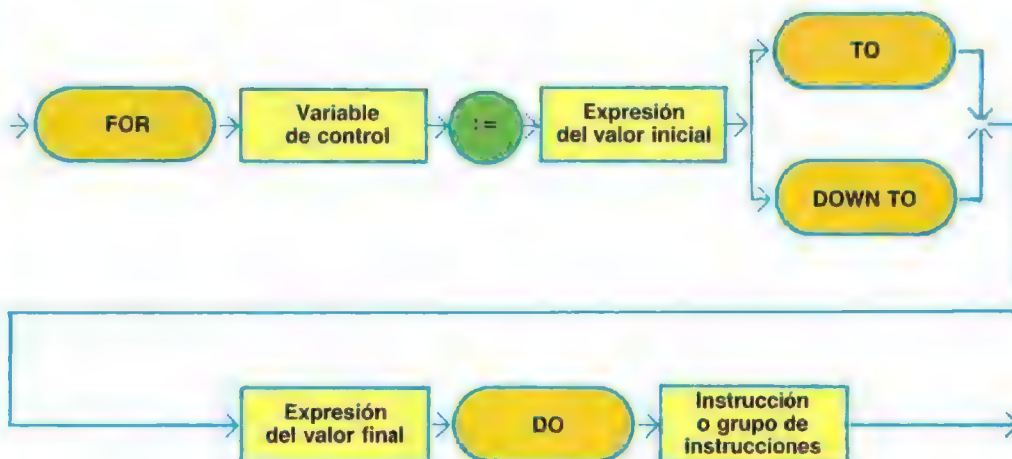 FOR
Variable
de control
:=
Expresión
del valor inicial
TO
DOWN TO
Expresión
del valor final
DO
Instrucción
o grupo de
instrucciones